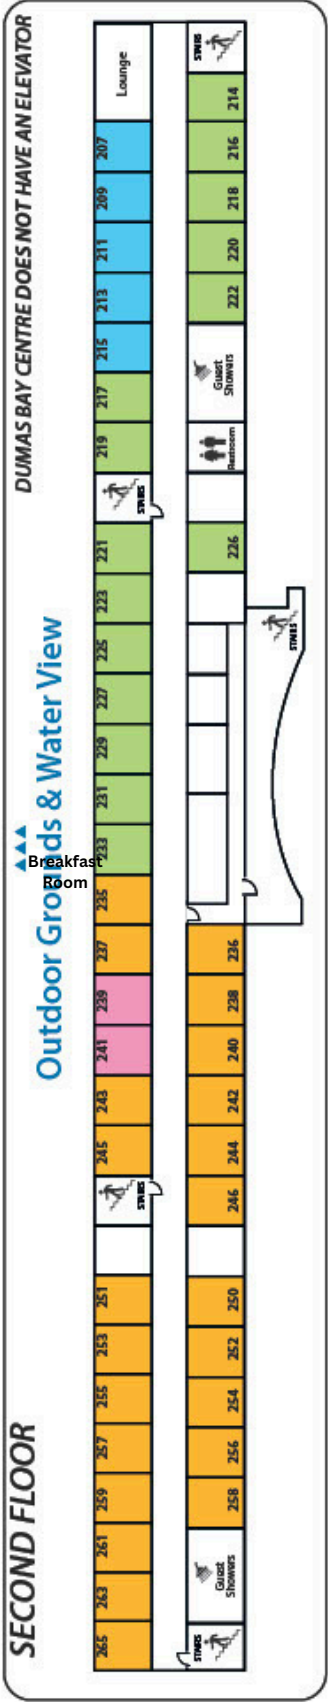 SECOND FLOOR
DUMAS BAY CENTRE DOES NOT HAVE AN ELEVATOR
Outdoor Grounds & Water View
Breakfast
Room
Lounge
207
209
211
213
215
217
219
STAIRS
221
223
225
227
229
231
233
235
237
239
241
243
245
STAIRS
251
253
255
257
259
261
263
265
STAIRS
214
216
218
220
222
Guest
Showers
Restroom
226
STAIRS
236
238
240
242
244
246
250
252
254
256
258
Guest
Showers
STAIRS